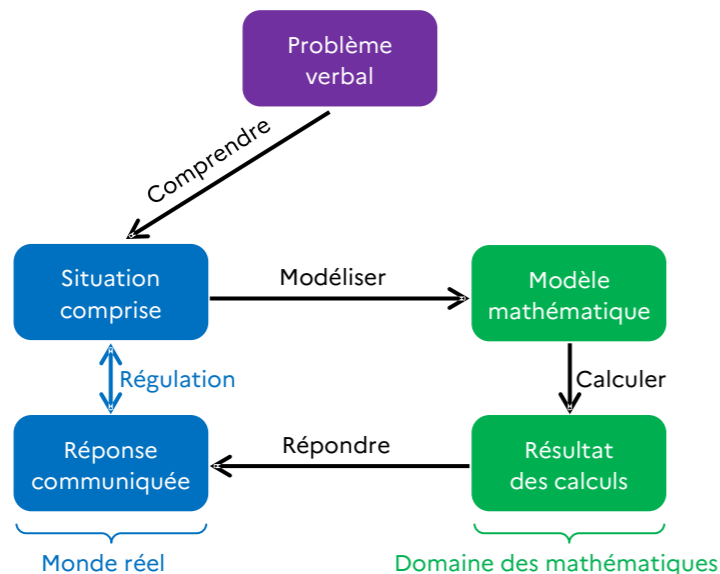 Problème
verbal
Comprendre
Situation
comprise
Modéliser
Modèle
mathématique
Régulation
Calculer
Réponse
communiquée
Répondre
Résultat
des calculs
Monde réel
Domaine des mathématiques